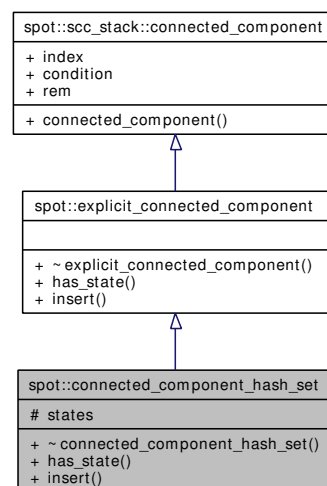 spot::scc_stack::connected_component
+ index
+ condition
+ rem
+ connected_component()
spot::explicit_connected_component
+ ~explicit_connected_component()
+ has_state()
+ insert()
spot::connected_component_hash_set
# states
+ ~connected_component_hash_set()
+ has_state()
+ insert()